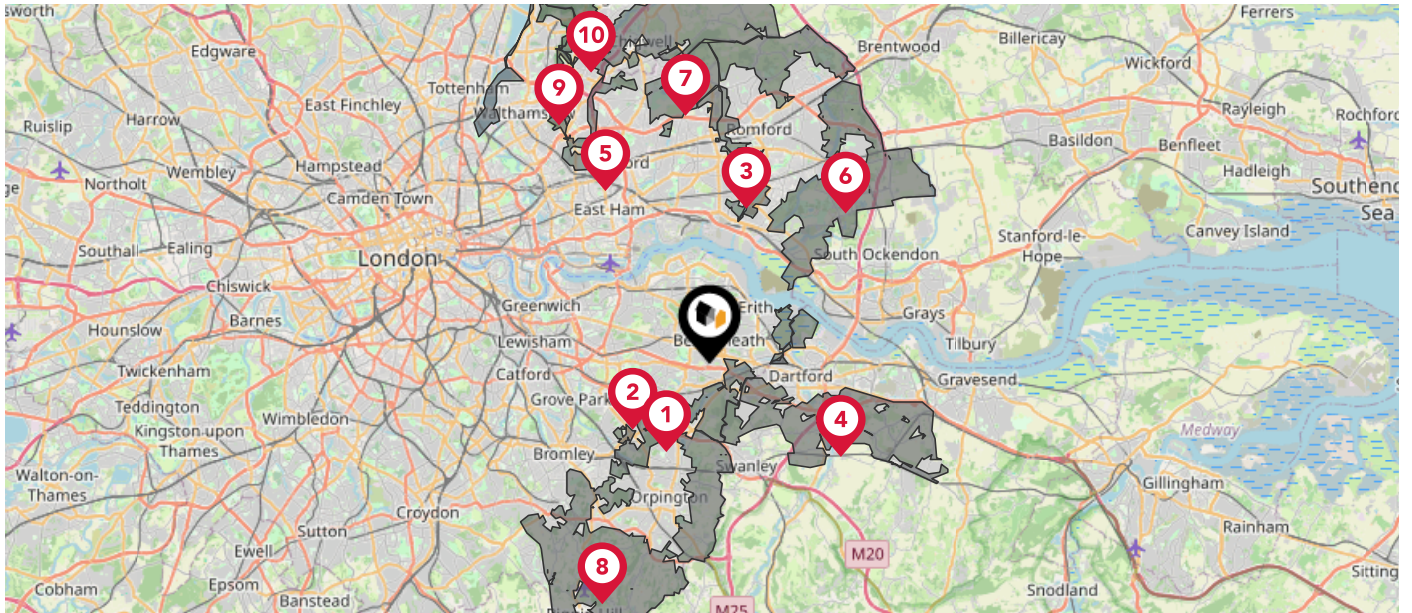 sworth
Ferrers
10
Edgware
Brentwood
Billericay
Wickford
7
Tottenham
9
East Finchley
Rayleigh
Ruislip
Harrow
Rochford
Romford
Basildon
Benfleet
5
3
6
Hampstead
Wembley
Hadleigh
ge
Northolt
Camden Town
East Ham
Southend
Sea
Southall
Ealing
London
South Ockendon
Stanford-le
Hope
Canvey Island
Chiswick
Greenwich
Erith
Grays
Barnes
Hounslow
Lewisham
Tilbury
Twickenham
Catford
Dartford
Gravesend
2
1
4
Grove Park
Teddington
Kingston upon
Thames
Wimbledon
Medway
Bromley
Swanley
Walton-on-
Thames
Gillingham
Orpington
Croydon
Sutton
Rainham
Ewell
M20
8
Cobham
Epsom
Banstead
Snodland
Sitting
M25